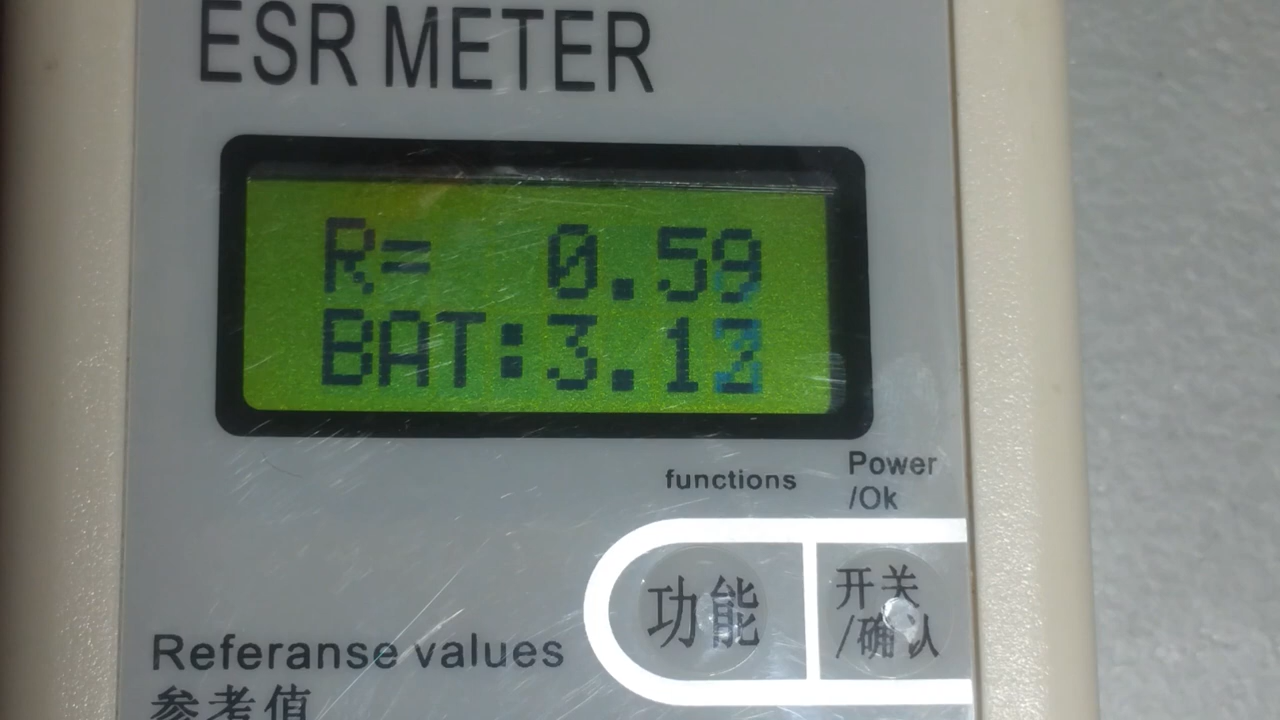 ESR METER
R= 0.59
BAT:3.12
functions
Power
/Ok
功能
开关
/确认
Referanse values
参考值